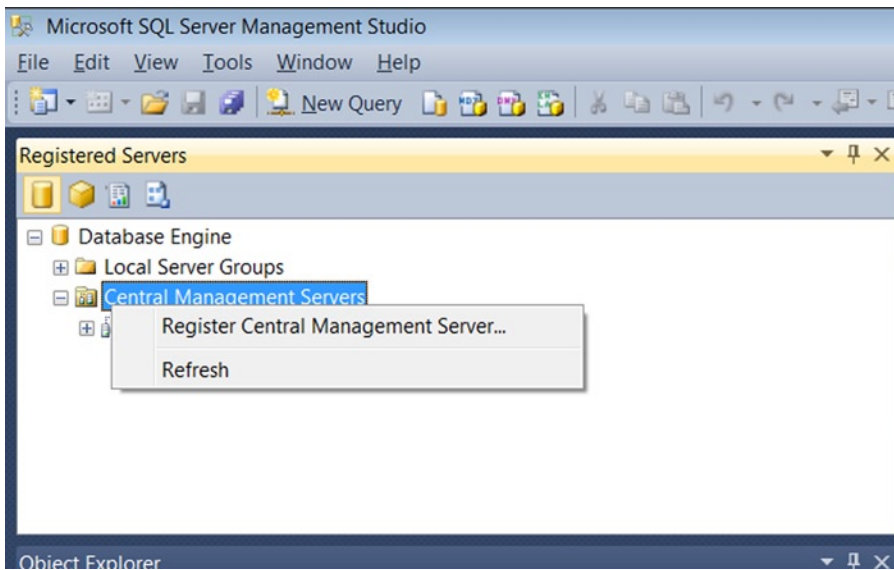 Microsoft SQL Server Management Studio
File Edit View Tools Window Help
New Query
Registered Servers
Database Engine
Local Server Groups
Central Management Servers
Register Central Management Server...
Refresh
Object Explorer